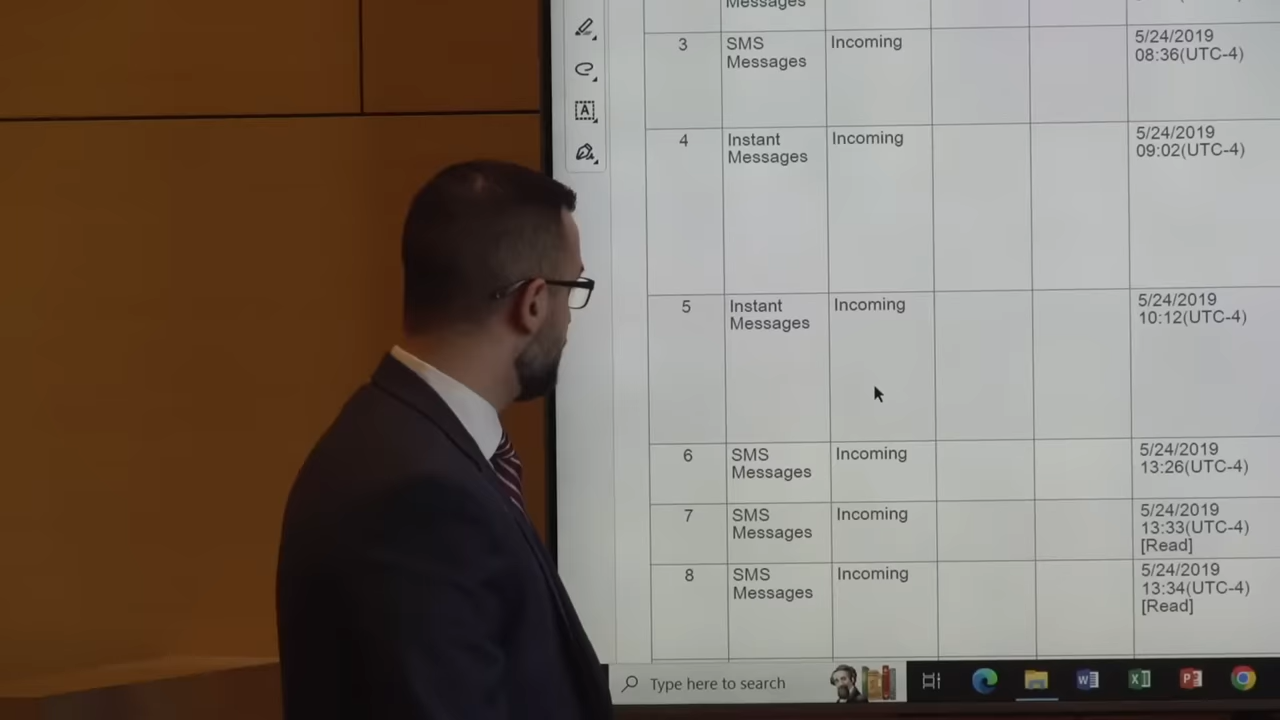 Messages
3 SMS Messages Incoming 5/24/2019 08:36(UTC-4)
4 Instant Messages Incoming 5/24/2019 09:02(UTC-4)
5 Instant Messages Incoming 5/24/2019 10:12(UTC-4)
6 SMS Messages Incoming 5/24/2019 13:26(UTC-4)
7 SMS Messages Incoming 5/24/2019 13:33(UTC-4) [Read]
8 SMS Messages Incoming 5/24/2019 13:34(UTC-4) [Read]
Type here to search